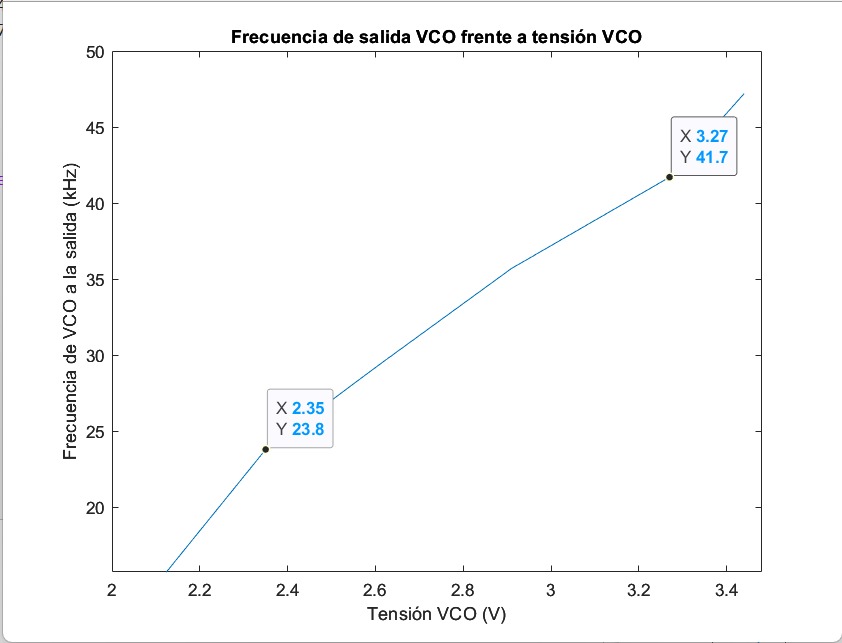 Frecuencia de salida VCO frente a tensión VCO
50
45
40
35
30
25
20
Frecuencia de VCO a la salida (kHz)
X 3.27
Y 41.7
X 2.35
Y 23.8
2 2.2 2.4 2.6 2.8 3 3.2 3.4
Tensión VCO (V)